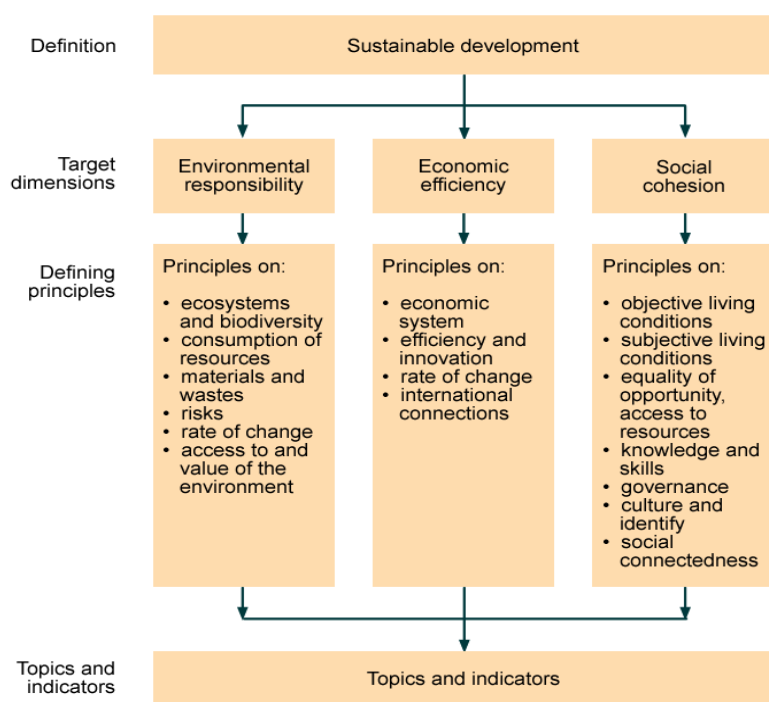 Definition
Sustainable development
Target
dimensions
Environmental
responsibility
Economic
efficiency
Social
cohesion
Defining
principles
Principles on:
• ecosystems
and biodiversity
• consumption of
resources
• materials and
wastes
• risks
• rate of change
• access to and
value of the
environment
Principles on:
• economic
system
• efficiency and
innovation
• rate of change
• international
connections
Principles on:
• objective living
conditions
• subjective living
conditions
• equality of
opportunity,
access to
resources
• knowledge and
skills
• governance
• culture and
identify
• social
connectedness
Topics and
indicators
Topics and indicators